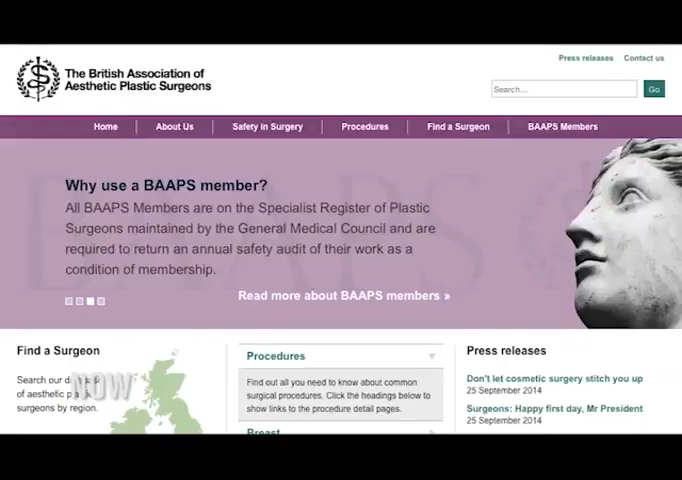 The British Association of
Aesthetic Plastic Surgeons
Press releases
Contact us
Search...
Go
Home
About Us
Safety in Surgery
Procedures
Find a Surgeon
BAAPS Members
BAAPS
Why use a BAAPS member?
All BAAPS Members are on the Specialist Register of Plastic
Surgeons maintained by the General Medical Council and are
required to return an annual safety audit of their work as a
condition of membership.
Read more about BAAPS members »
Find a Surgeon
Search our
of aesthetic
surgeons by region.
NOW
Procedures
Find out all you need to know about common
surgical procedures. Click the headings below to
show links to the procedure detail pages.
Breast
Press releases
Don't let cosmetic surgery stitch you up
25 September 2014
Surgeons: Happy first day, Mr President
25 September 2014